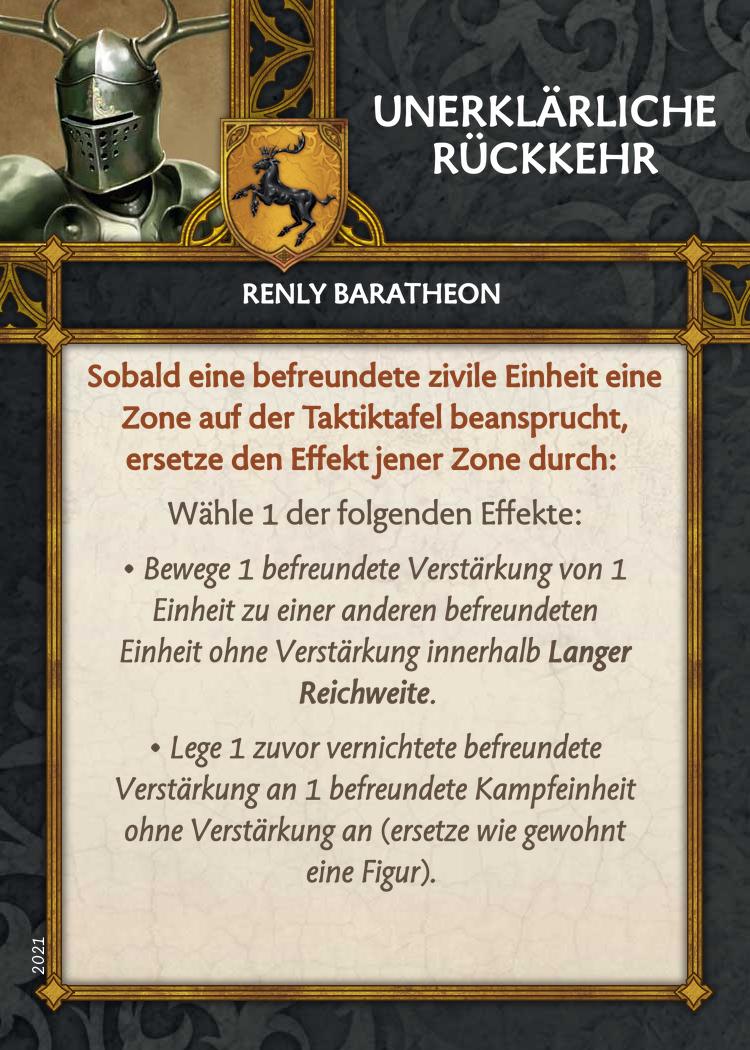 UNERKLÄRLICHE
RÜCKKEHR
RENLY BARATHEON
Sobald eine befreundete zivile Einheit eine
Zone auf der Taktiktafel beansprucht,
ersetze den Effekt jener Zone durch:
Wähle 1 der folgenden Effekte:
• Bewege 1 befreundete Verstärkung von 1
Einheit zu einer anderen befreundeten
Einheit ohne Verstärkung innerhalb Langer
Reichweite.
• Lege 1 zuvor vernichtete befreundete
Verstärkung an 1 befreundete Kampfeinheit
ohne Verstärkung an (ersetze wie gewohnt
eine Figur).
2021